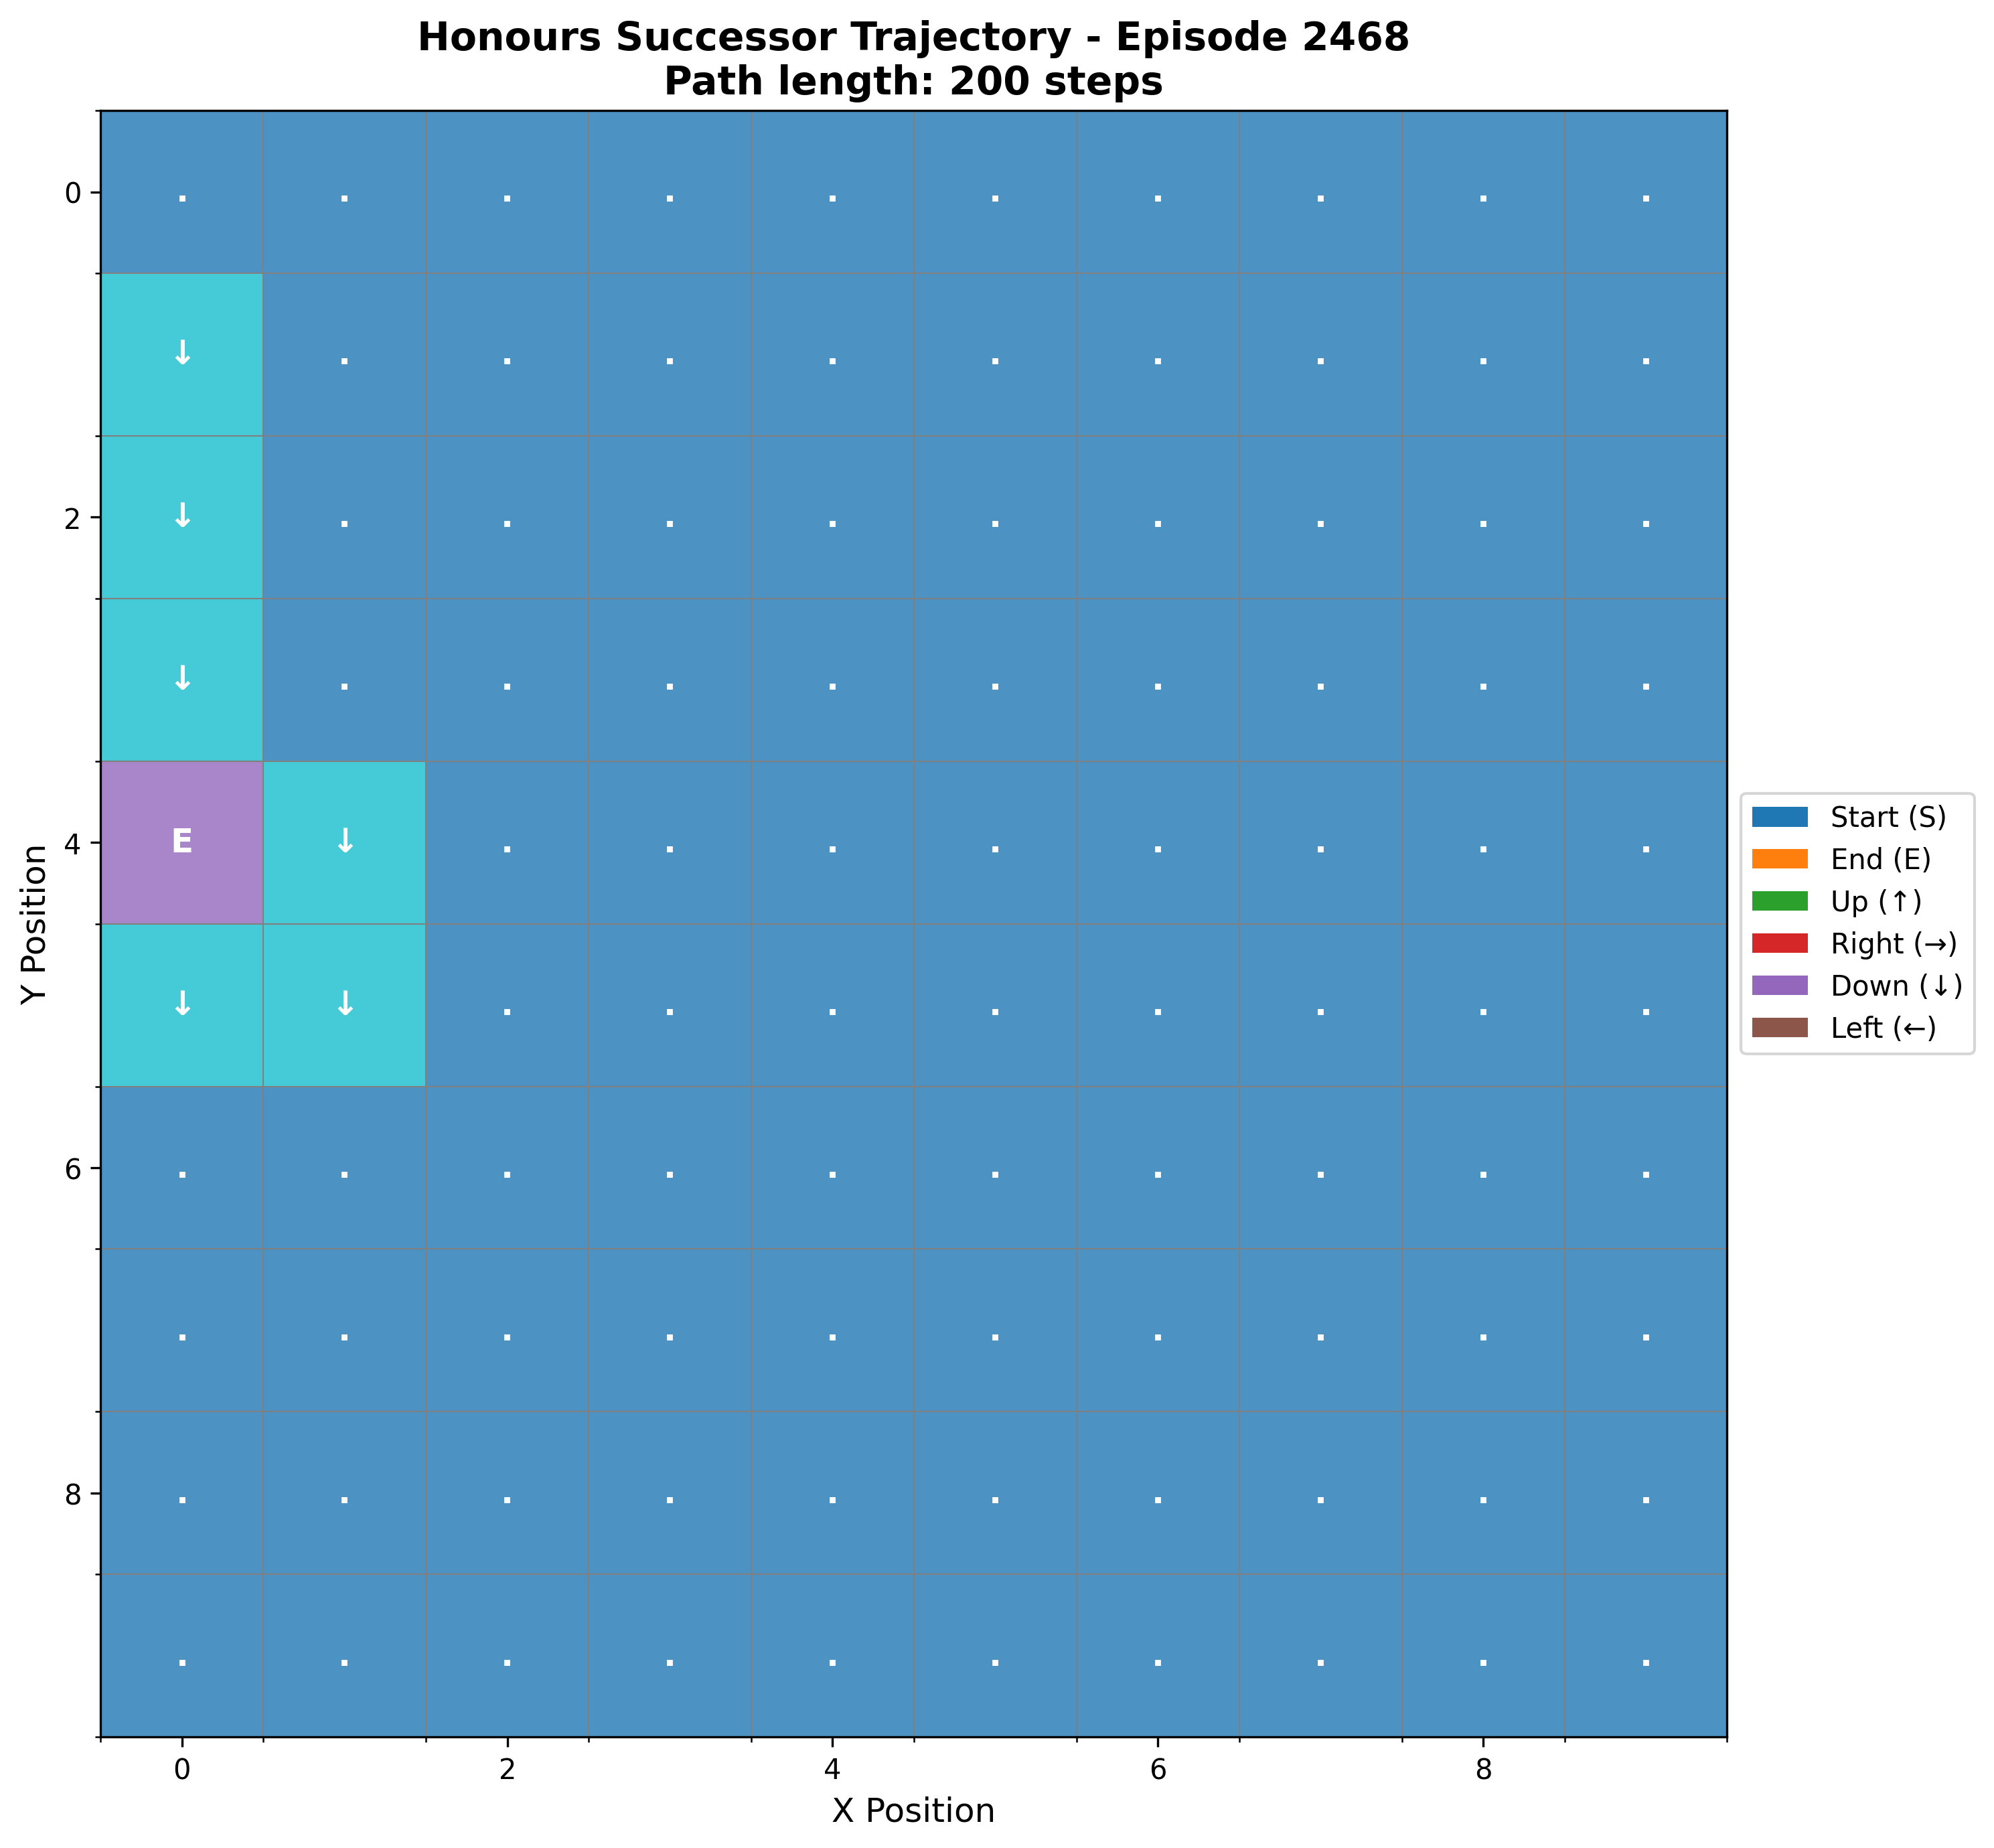 Honours Successor Trajectory - Episode 2468
Path length: 200 steps
0
2
4
6
8
Y Position
. . . . . . . . . .
↓ . . . . . . . . .
↓ . . . . . . . . .
↓ . . . . . . . . .
E ↓ . . . . . . . .
↓ ↓ . . . . . . . .
. . . . . . . . . .
. . . . . . . . . .
. . . . . . . . . .
. . . . . . . . . .
0 2 4 6 8
X Position
Start (S)
End (E)
Up (↑)
Right (→)
Down (↓)
Left (←)